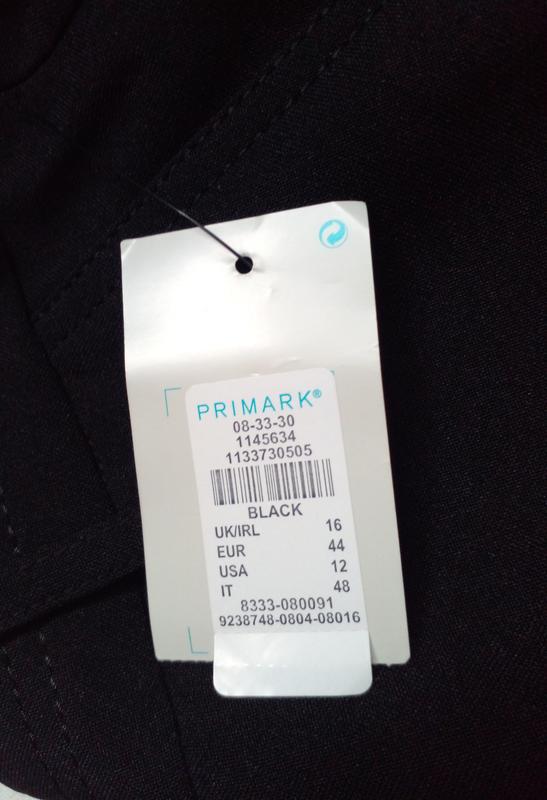 PRIMARK®
08-33-30
1145634
1133730505
BLACK
UK/IRL 16
EUR 44
USA 12
IT 48
8333-080091
9238748-0804-08016